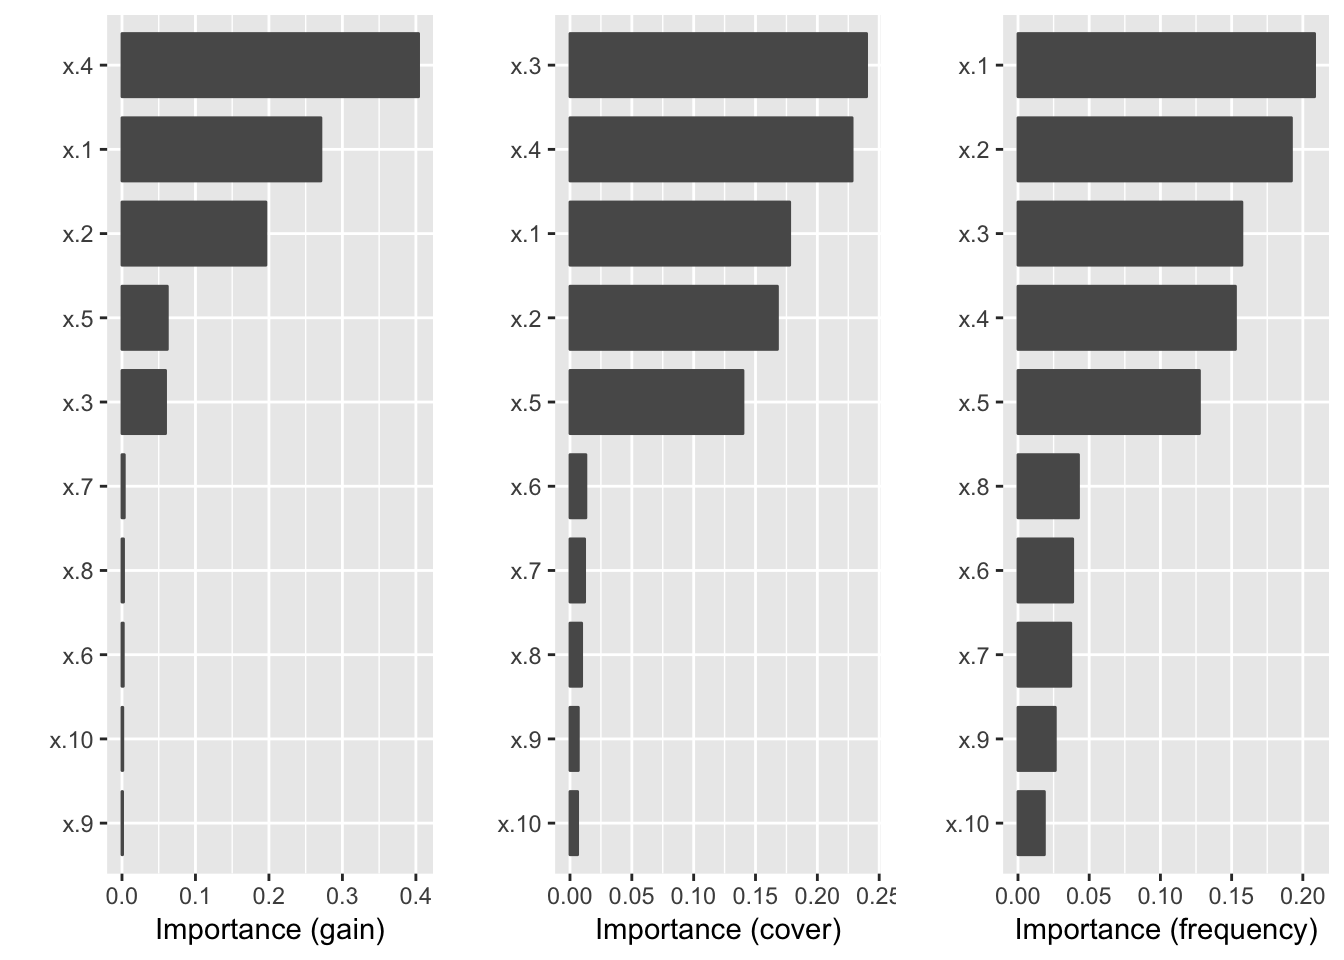 x.4
x.1
x.2
x.5
x.3
x.7
x.8
x.6
x.10
x.9
0.0 0.1 0.2 0.3 0.4
Importance (gain)
x.3
x.4
x.1
x.2
x.5
x.6
x.7
x.8
x.9
x.10
0.00 0.05 0.10 0.15 0.20 0.25
Importance (cover)
x.1
x.2
x.3
x.4
x.5
x.8
x.6
x.7
x.9
x.10
0.00 0.05 0.10 0.15 0.20
Importance (frequency)